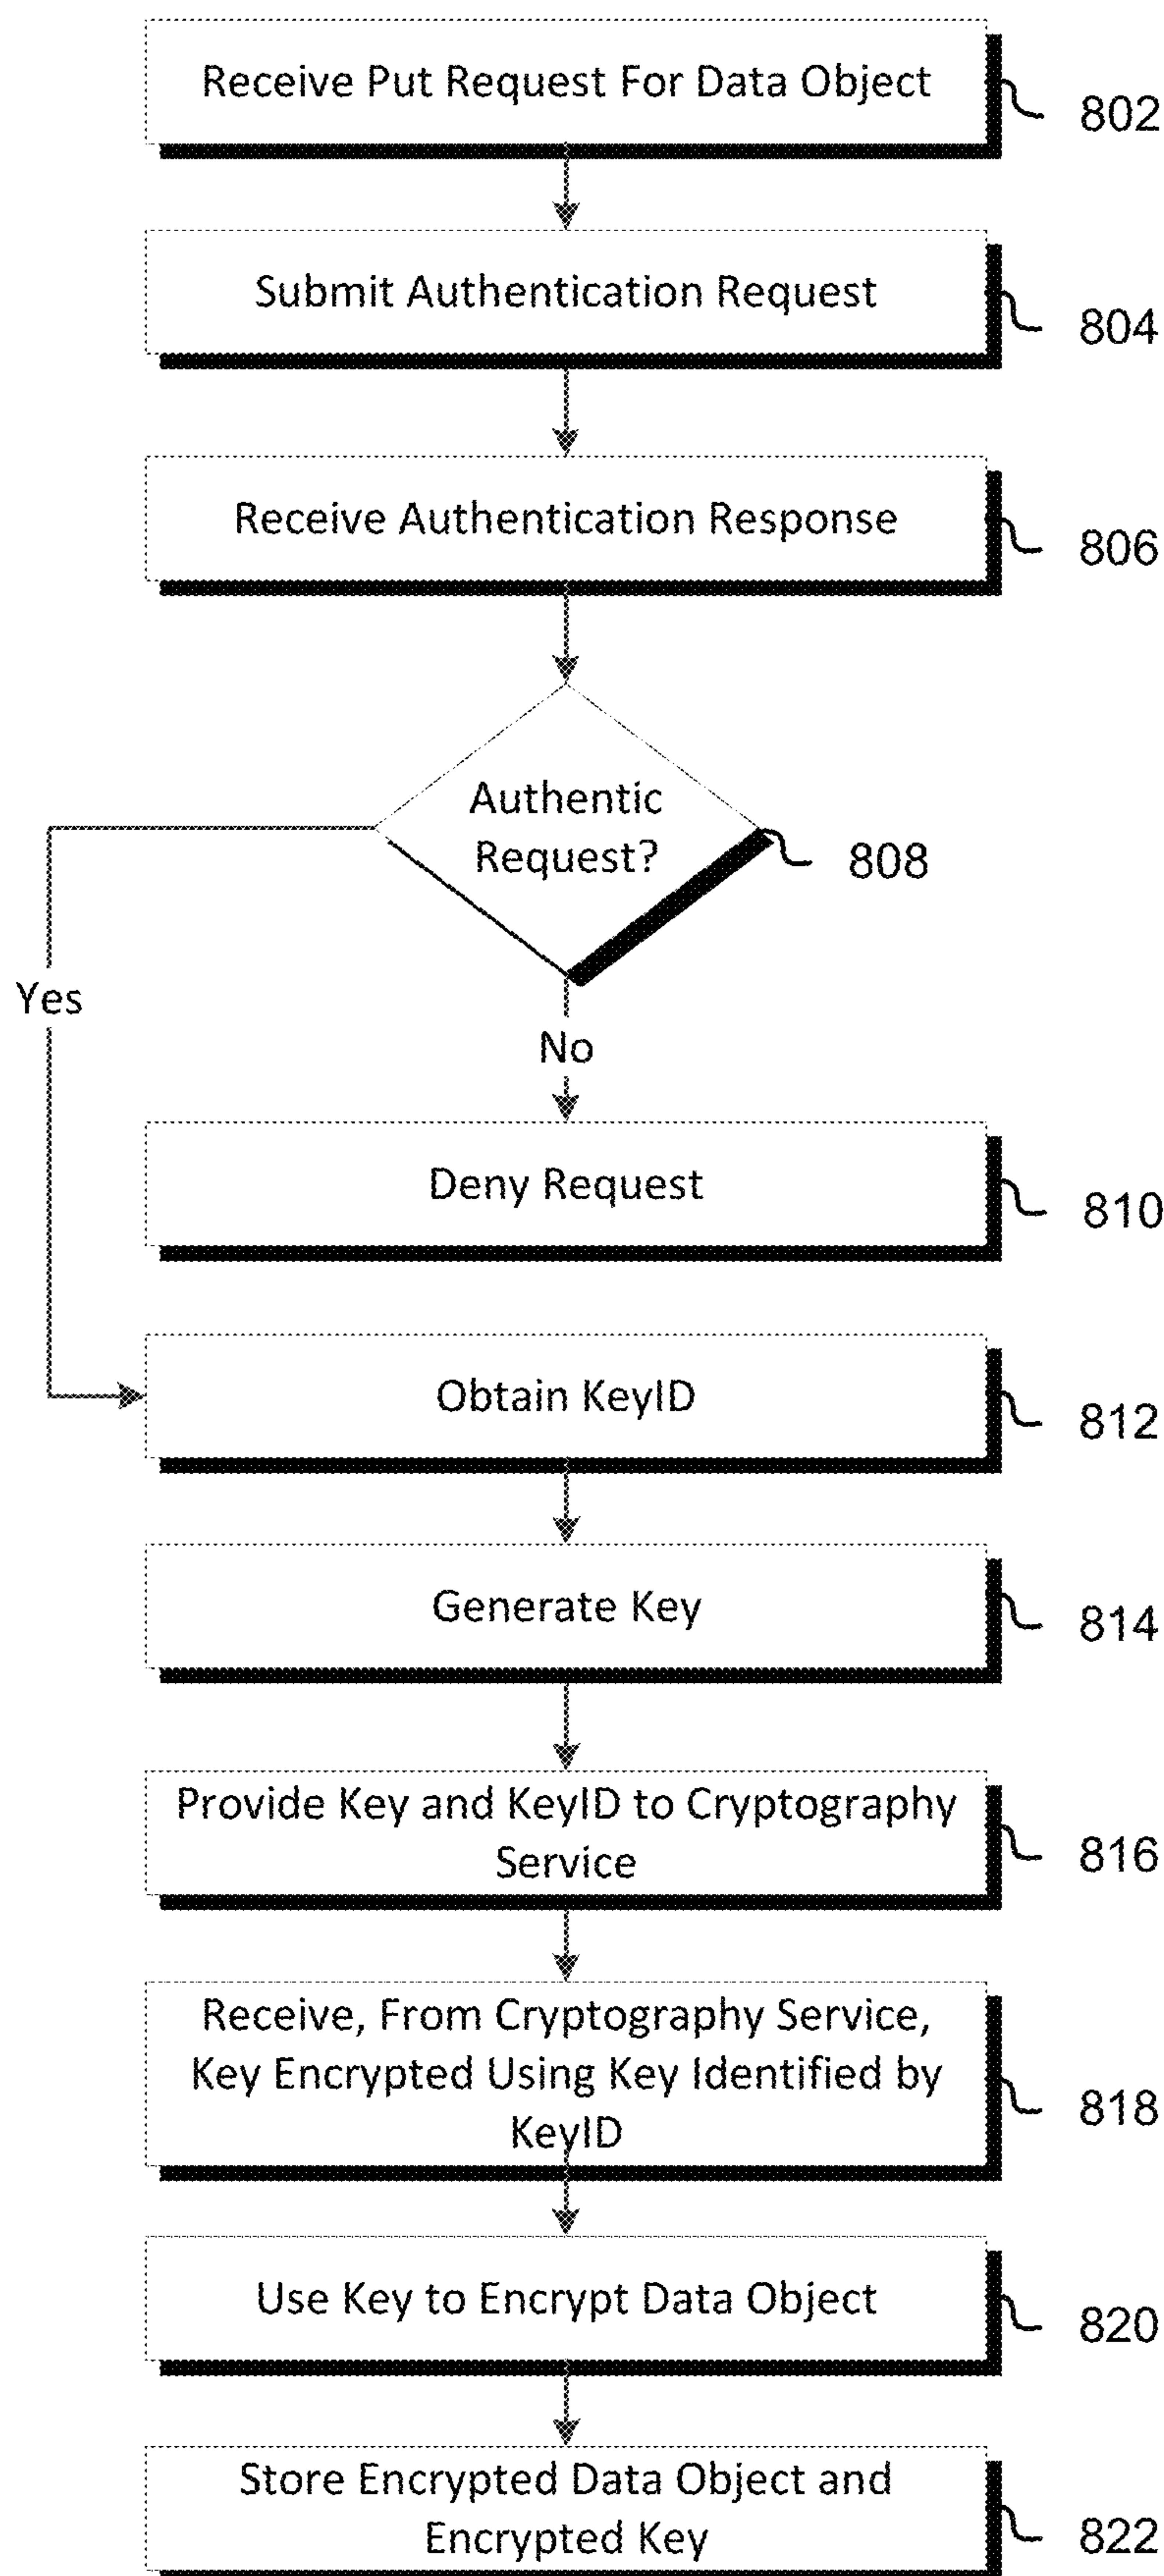 Receive Put Request For Data Object
802
Submit Authentication Request
804
Receive Authentication Response
806
Authentic
Request?
808
Yes
No
Deny Request
810
Obtain KeyID
812
Generate Key
814
Provide Key and KeyID to Cryptography
Service
816
Receive, From Cryptography Service,
Key Encrypted Using Key Identified by
KeyID
818
Use Key to Encrypt Data Object
820
Store Encrypted Data Object and
Encrypted Key
822